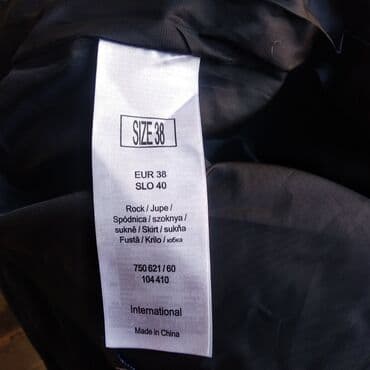 SIZE 38
EUR 38
SLO 40
Rock / Jupe /
Spódnica / szoknya /
sukně / Skirt / sukňa
Fustă / Krilo / юбка
750 621 / 60
104 410
International
Made in China